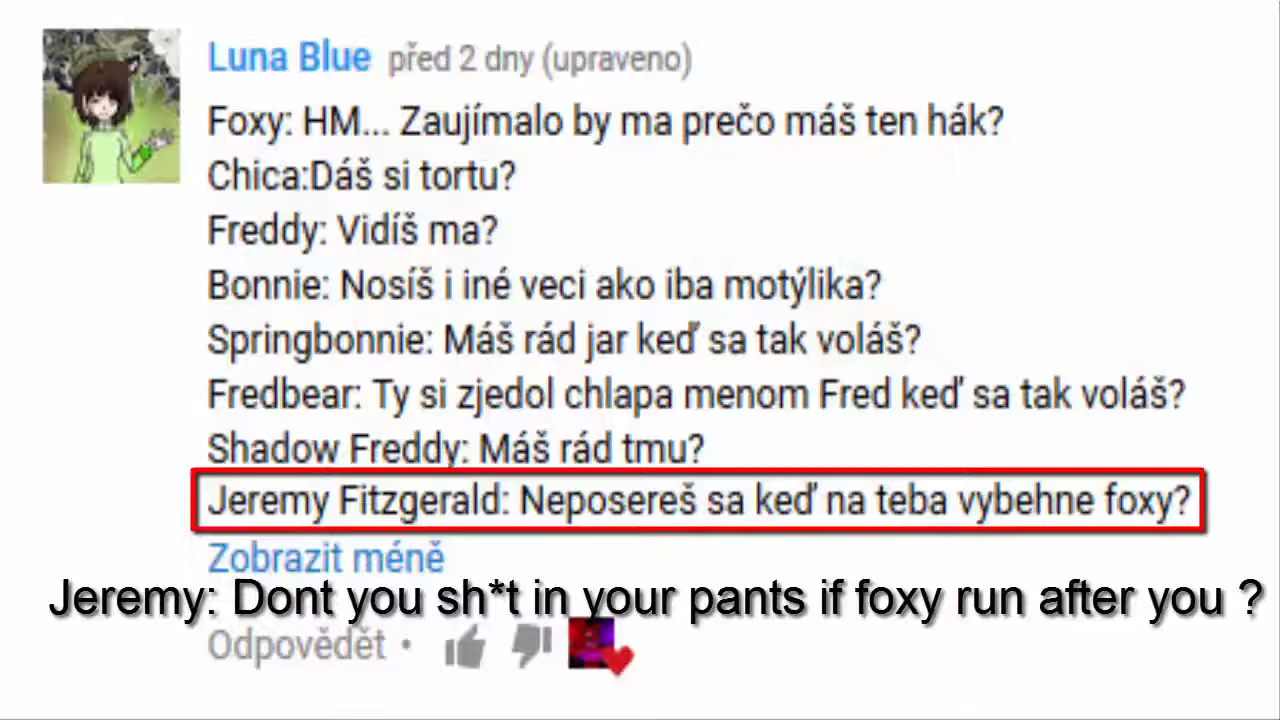 Luna Blue před 2 dny (upraveno)
Foxy: HM... Zaujímalo by ma prečo máš ten hák?
Chica:Dáš si tortu?
Freddy: Vidíš ma?
Bonnie: Nosíš i iné veci ako iba motýlika?
Springbonnie: Máš rád jar keď sa tak voláš?
Fredbear: Ty si zjedol chlapa menom Fred keď sa tak voláš?
Shadow Freddy: Máš rád tmu?
Jeremy Fitzgerald: Neposereš sa keď na teba vybehne foxy?
Zobrazit méně
Jeremy: Dont you sh*t in your pants if foxy run after you ?
Odpovědět •